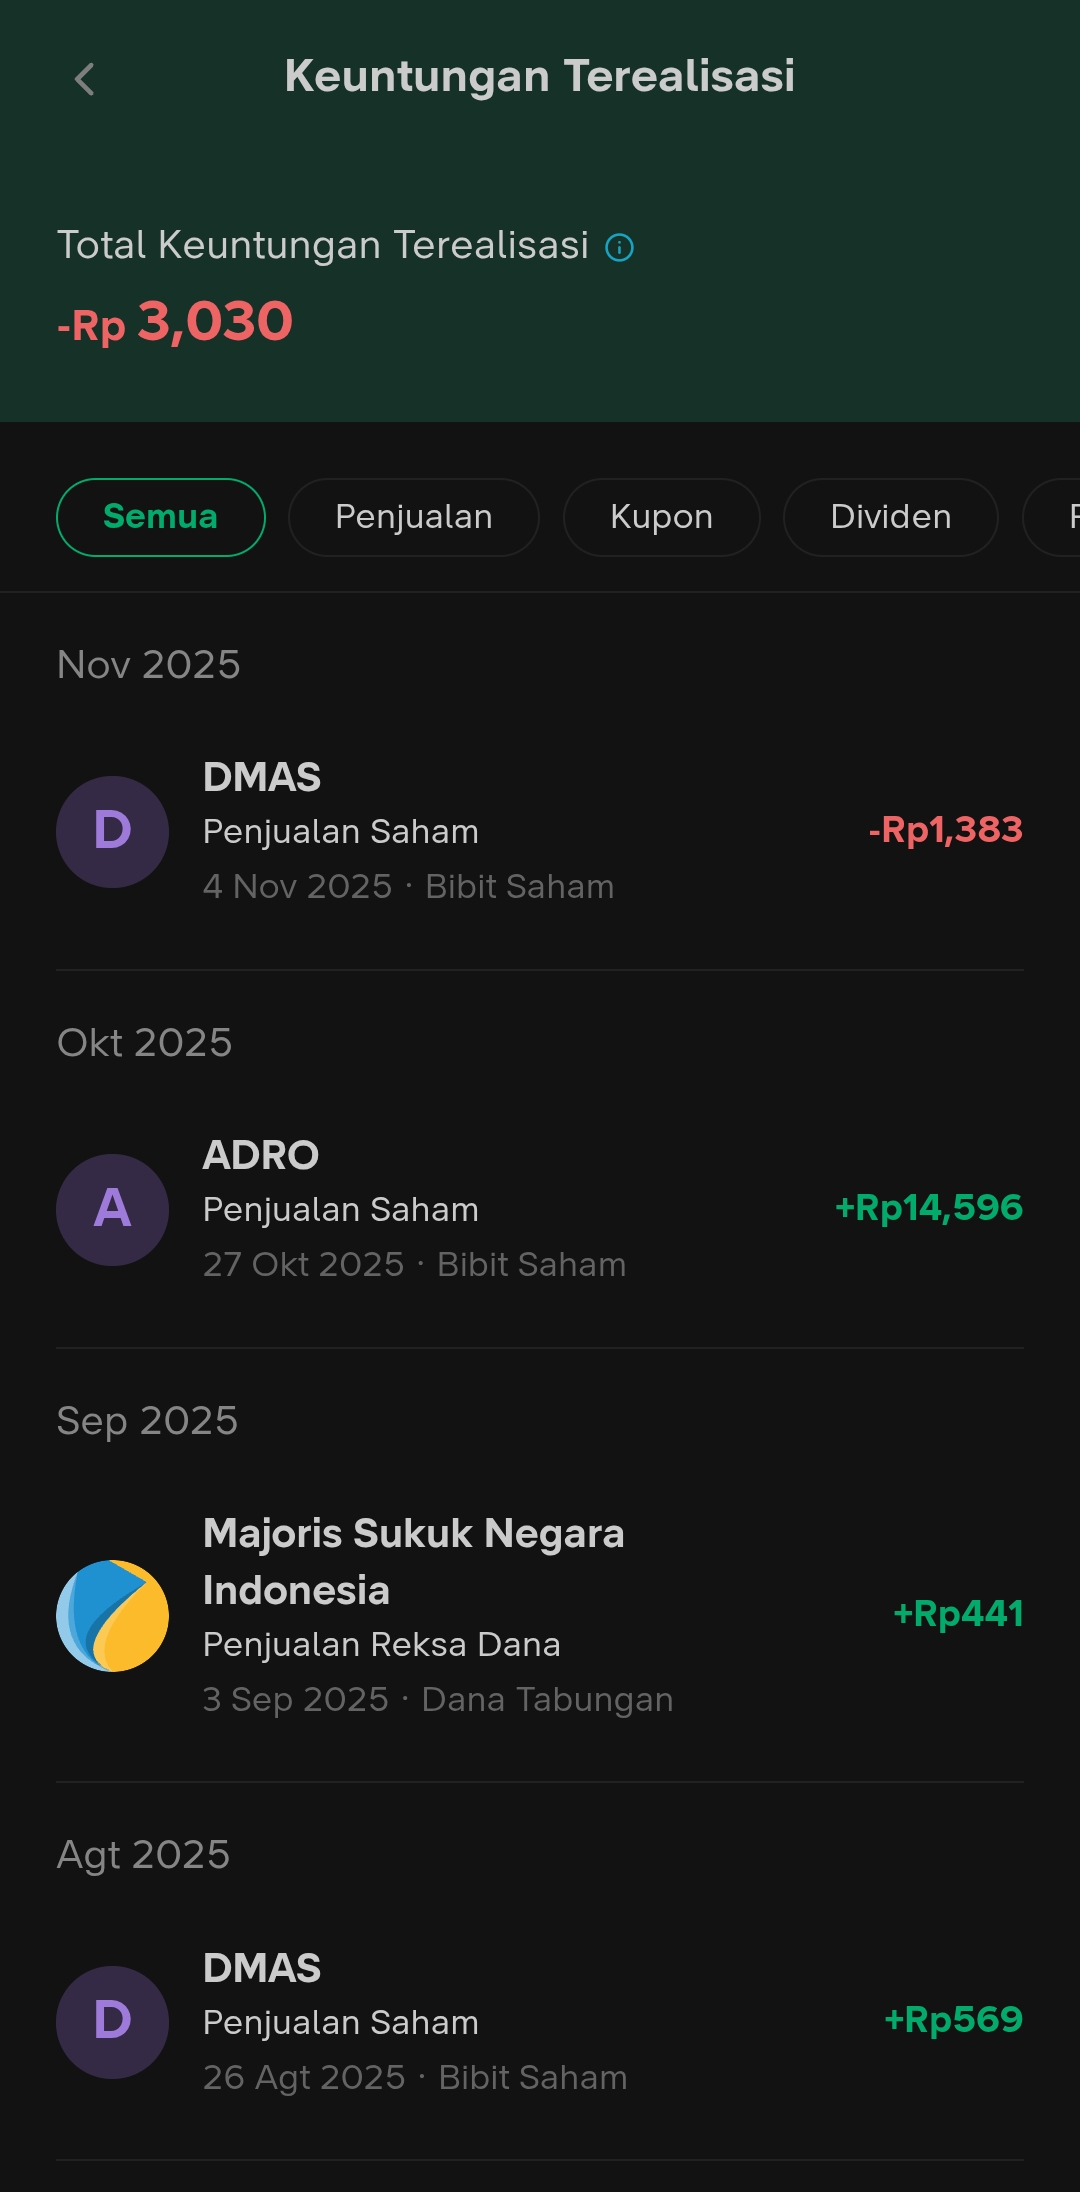 Keuntungan Terealisasi
Total Keuntungan Terealisasi
-Rp 3,030
Semua Penjualan Kupon Dividen
Nov 2025
D
DMAS
Penjualan Saham
-Rp1,383
4 Nov 2025 · Bibit Saham
Okt 2025
A
ADRO
Penjualan Saham
+Rp14,596
27 Okt 2025 · Bibit Saham
Sep 2025
Majoris Sukuk Negara
Indonesia
+Rp441
Penjualan Reksa Dana
3 Sep 2025 · Dana Tabungan
Agt 2025
D
DMAS
Penjualan Saham
+Rp569
26 Agt 2025 · Bibit Saham